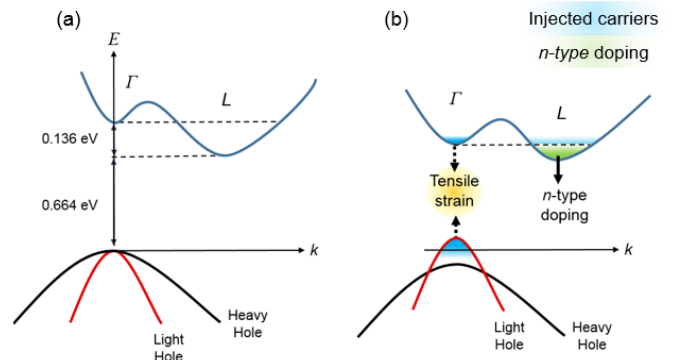 (a)
E
Γ
L
0.136 eV
0.664 eV
k
Heavy
Hole
Light
Hole
(b)
Injected carriers
n-type doping
Γ
L
Tensile
strain
n-type
doping
k
Light
Hole
Heavy
Hole